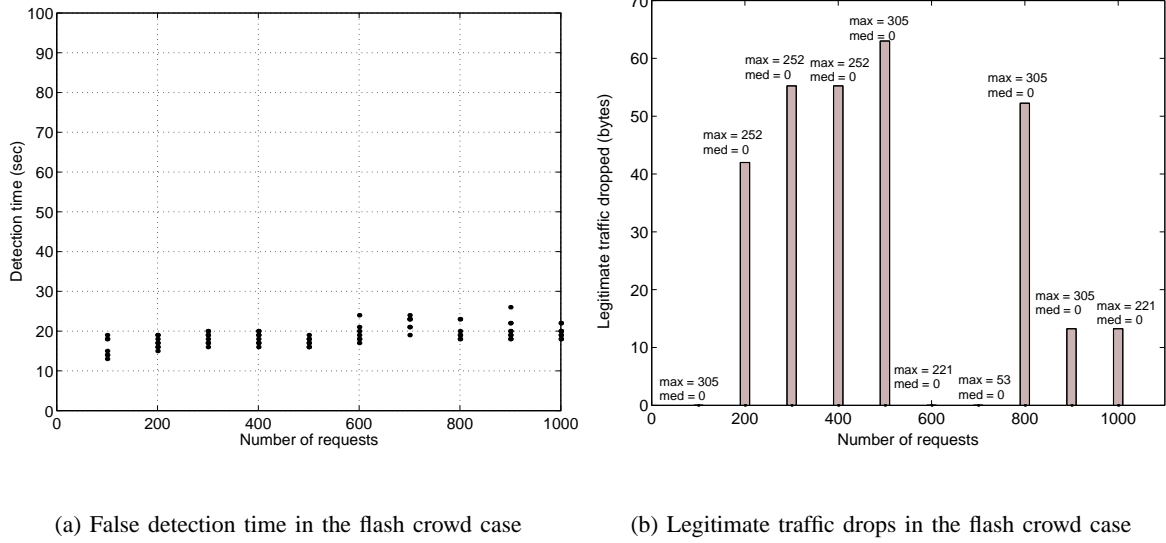 100
90
80
70
60
50
40
30
20
10
0
Detection time (sec)
0 200 400 600 800 1000
Number of requests
(a) False detection time in the flash crowd case
70
60
50
40
30
20
10
0
Legitimate traffic dropped (bytes)
max = 305
med = 0
max = 252
med = 0
max = 252
med = 0
max = 252
med = 0
max = 305
med = 0
max = 221
med = 0
max = 53
med = 0
max = 305
med = 0
max = 305
med = 0
max = 221
med = 0
0 200 400 600 800 1000
Number of requests
(b) Legitimate traffic drops in the flash crowd case